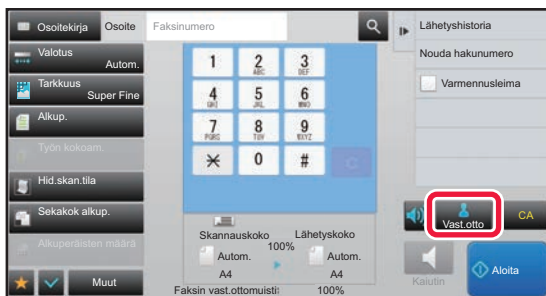 Osoitekirja
Osoite
Faksinumero
Lähetyshistoria
Valotus
Autom.
Nouda hakunumero
Tarkkuus
Super Fine
Varmennusleima
Alkup.
Työn kokoam.
Hid.skan.tila
Sekakok alkup.
Alkuperäisten määrä
Muut
1
2
ABC
3
DEF
4
GHI
5
JKL
6
MNO
7
PQRS
8
TUV
9
WXYZ
0
#
C
Skannauskoko
100%
Lähetyskoko
Autom.
A4
Autom.
A4
Faksin vast.ottomuisti:
100%
Vast.otto
CA
Kaiutin
Aloita